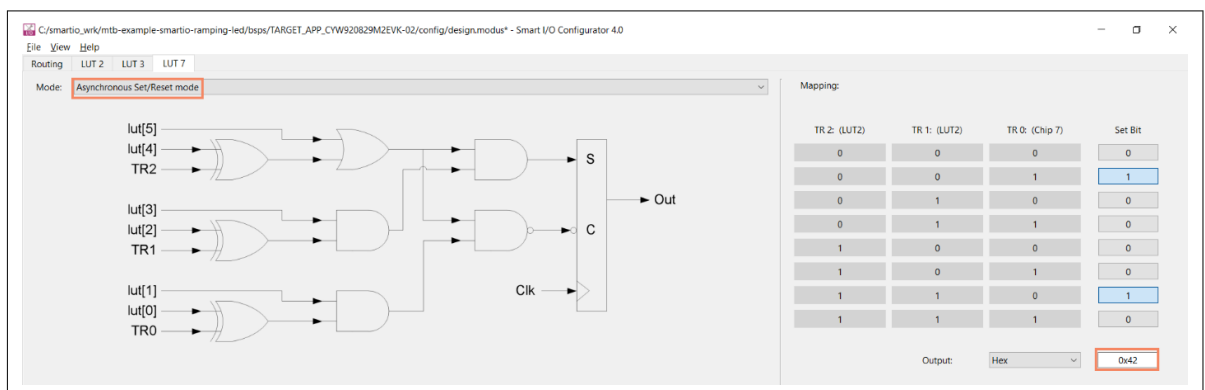 C:/smartio_wrk/mtb-example-smartio-ramping-led/bsps/TARGET_APP_CYW920829M2EVK-02/config/design.modus* - Smart I/O Configurator 4.0
File View Help
Routing LUT 2 LUT 3 LUT 7
Mode: Asynchronous Set/Reset mode
lut[5]
lut[4]
TR2
lut[3]
lut[2]
TR1
lut[1]
lut[0]
TR0
S
C
Clk
Out
Mapping:
TR 2: (LUT2) TR 1: (LUT2) TR 0: (Chip 7) Set Bit
0 0 0 0
0 0 1 1
0 1 0 0
0 1 1 0
1 0 0 0
1 0 1 0
1 1 0 1
1 1 1 0
Output: Hex 0x42